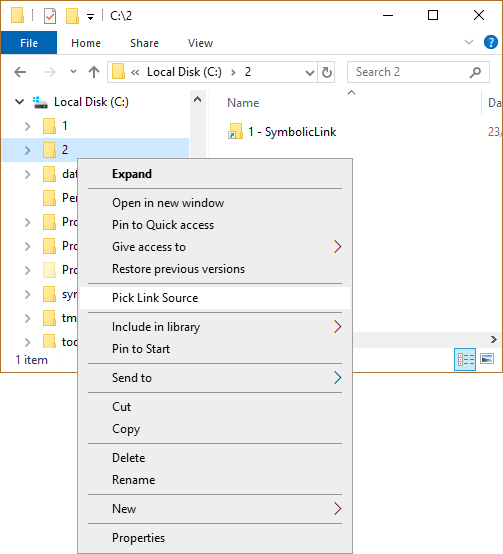 C:\2
File Home Share View
« Local Disk (C:) › 2
Search 2
Local Disk (C:)
1
2
dat
Per
Pro
Pro
Pro
syr
tm
too
Name Da
1 - SymbolicLink 23/
Expand
Open in new window
Pin to Quick access
Give access to
Restore previous versions
Pick Link Source
Include in library
Pin to Start
Send to
Cut
Copy
Delete
Rename
New
Properties
1 item